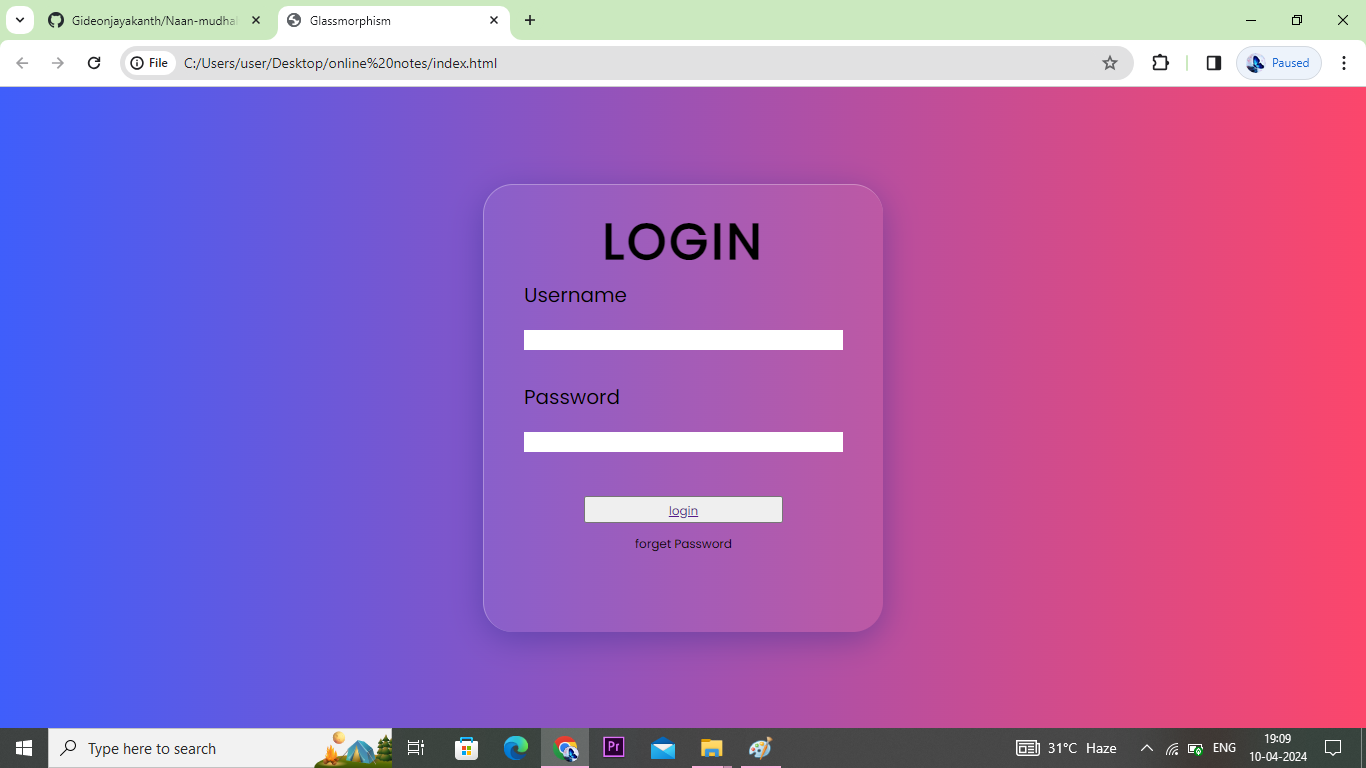 Gideonjayakanth/Naan-mudhal
Glassmorphism
File
C:/Users/user/Desktop/online%20notes/index.html
Paused
LOGIN
Username
Password
login
forget Password
Type here to search
Pr
31°C Haze
ENG
19:09
10-04-2024